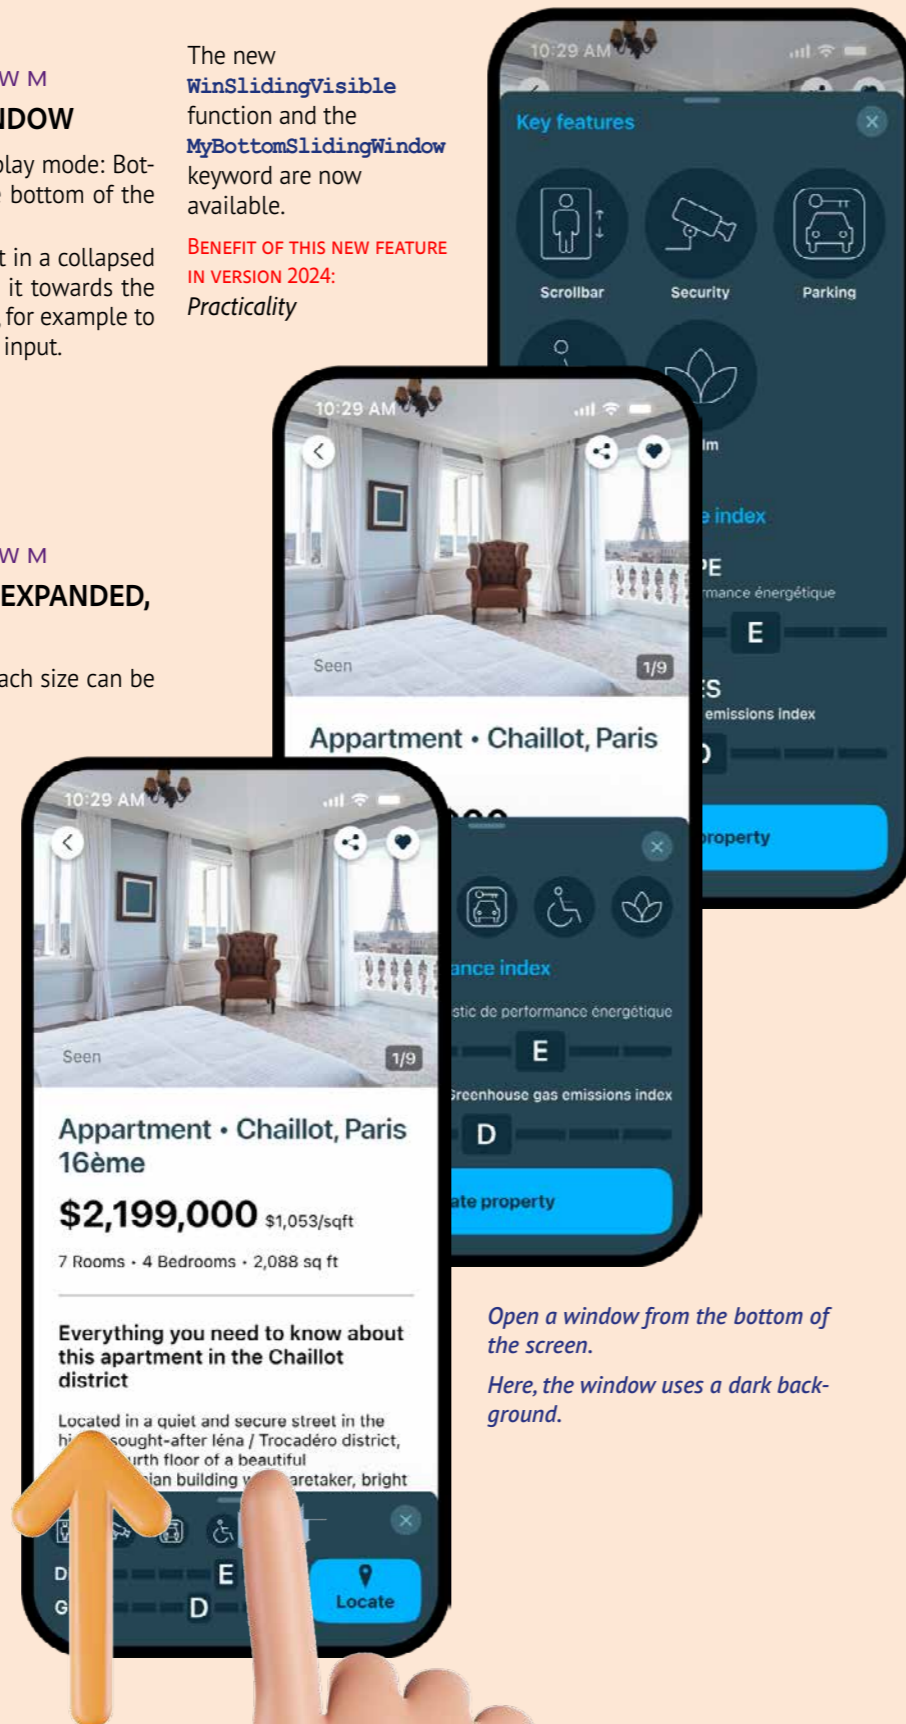 W M
NDOW
play mode: Bot-
e bottom of the
t in a collapsed
it towards the
, for example to
input.
W M
EXPANDED,
ach size can be
The new
WinSlidingVisible
function and the
MyBottomSlidingWindow
keyword are now
available.
BENEFIT OF THIS NEW FEATURE
IN VERSION 2024:
Practicality
10:29 AM
Key features
Scrollbar Security Parking
lm
e index
PE
rmance énergétique
E
ES
emissions index
property
10:29 AM
Seen
1/9
Appartment • Chaillot, Paris
ance index
stic de performance énergétique
E
Greenhouse gas emissions index
D
ate property
10:29 AM
Seen
1/9
Appartment • Chaillot, Paris
16ème
$2,199,000 $1,053/sqft
7 Rooms • 4 Bedrooms • 2,088 sq ft
Everything you need to know about
this apartment in the Chaillot
district
Located in a quiet and secure street in the
sought-after Iéna / Trocadéro district,
urth floor of a beautiful
ian building aretaker, bright
D E
G D
Locate
Open a window from the bottom of
the screen.
Here, the window uses a dark back-
ground.